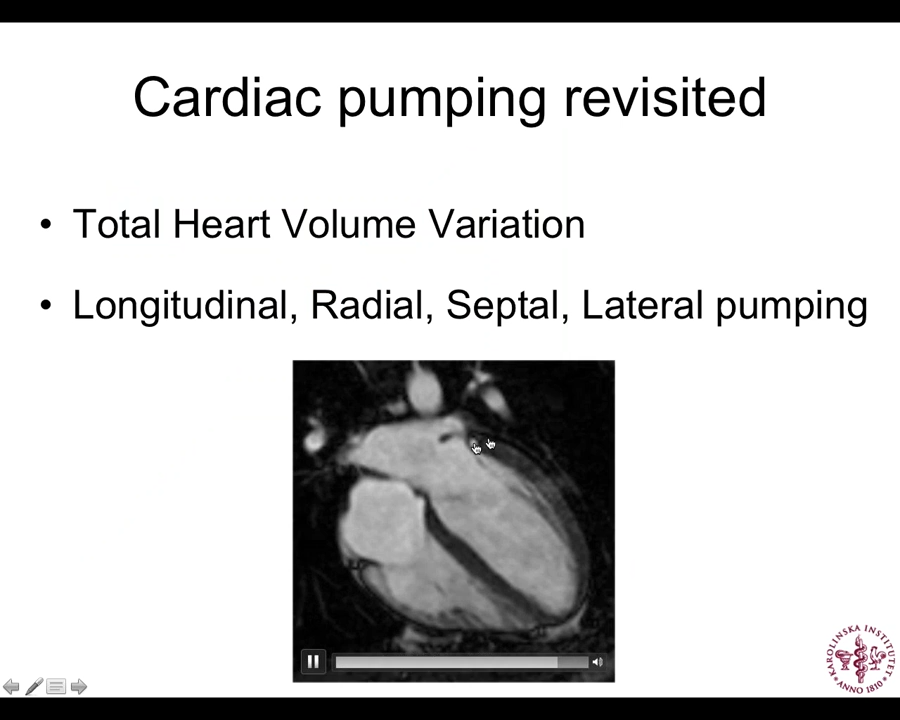 Cardiac pumping revisited
• Total Heart Volume Variation
• Longitudinal, Radial, Septal, Lateral pumping
KAROLINSKA INSTITUTET
ANNO 1810